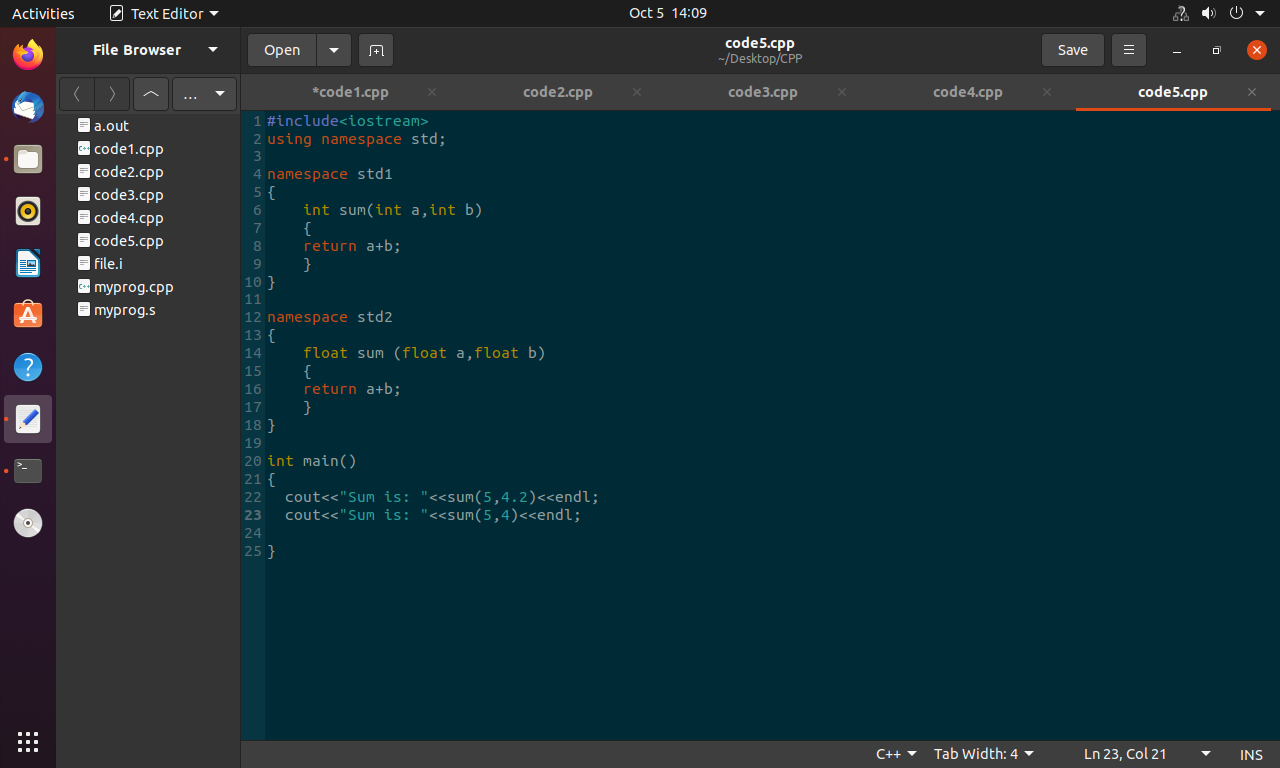 Activities Text Editor Oct 5 14:09
File Browser Open code5.cpp Save
~/Desktop/CPP
... *code1.cpp code2.cpp code3.cpp code4.cpp code5.cpp
a.out
code1.cpp
code2.cpp
code3.cpp
code4.cpp
code5.cpp
file.i
myprog.cpp
myprog.s
1 #include<iostream>
2 using namespace std;
3
4 namespace std1
5 {
6     int sum(int a,int b)
7     {
8     return a+b;
9     }
10 }
11
12 namespace std2
13 {
14     float sum (float a,float b)
15     {
16     return a+b;
17     }
18 }
19
20 int main()
21 {
22   cout<<"Sum is: "<<sum(5,4.2)<<endl;
23   cout<<"Sum is: "<<sum(5,4)<<endl;
24
25 }
C++ Tab Width: 4 Ln 23, Col 21 INS